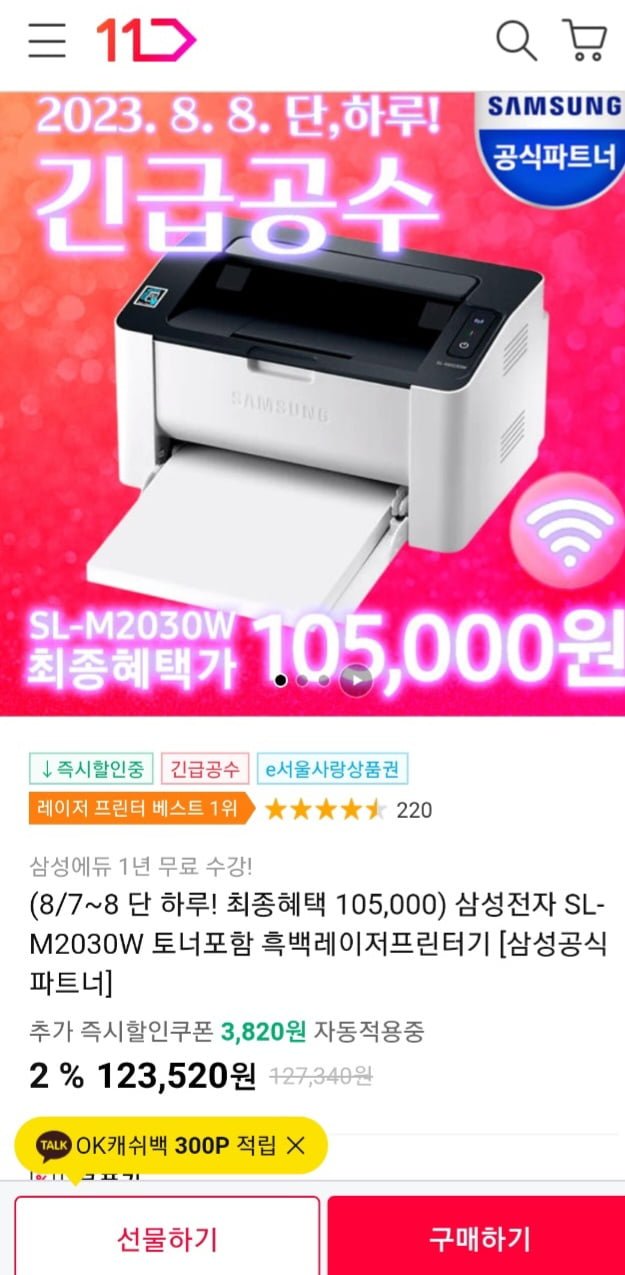 11
2023. 8. 8. 단,하루!
SAMSUNG
공식파트너
긴급공수
SAMSUNG
SL-M2030W
최종혜택가 105,000원
↓즉시할인중 긴급공수 e서울사랑상품권
레이저 프린터 베스트 1위 220
삼성에듀 1년 무료 수강!
(8/7~8 단 하루! 최종혜택 105,000) 삼성전자 SL-
M2030W 토너포함 흑백레이저프린터기 [삼성공식
파트너]
추가 즉시할인쿠폰 3,820원 자동적용중
2 % 123,520원 127,340원
TALK OK캐쉬백 300P 적립
선물하기 구매하기